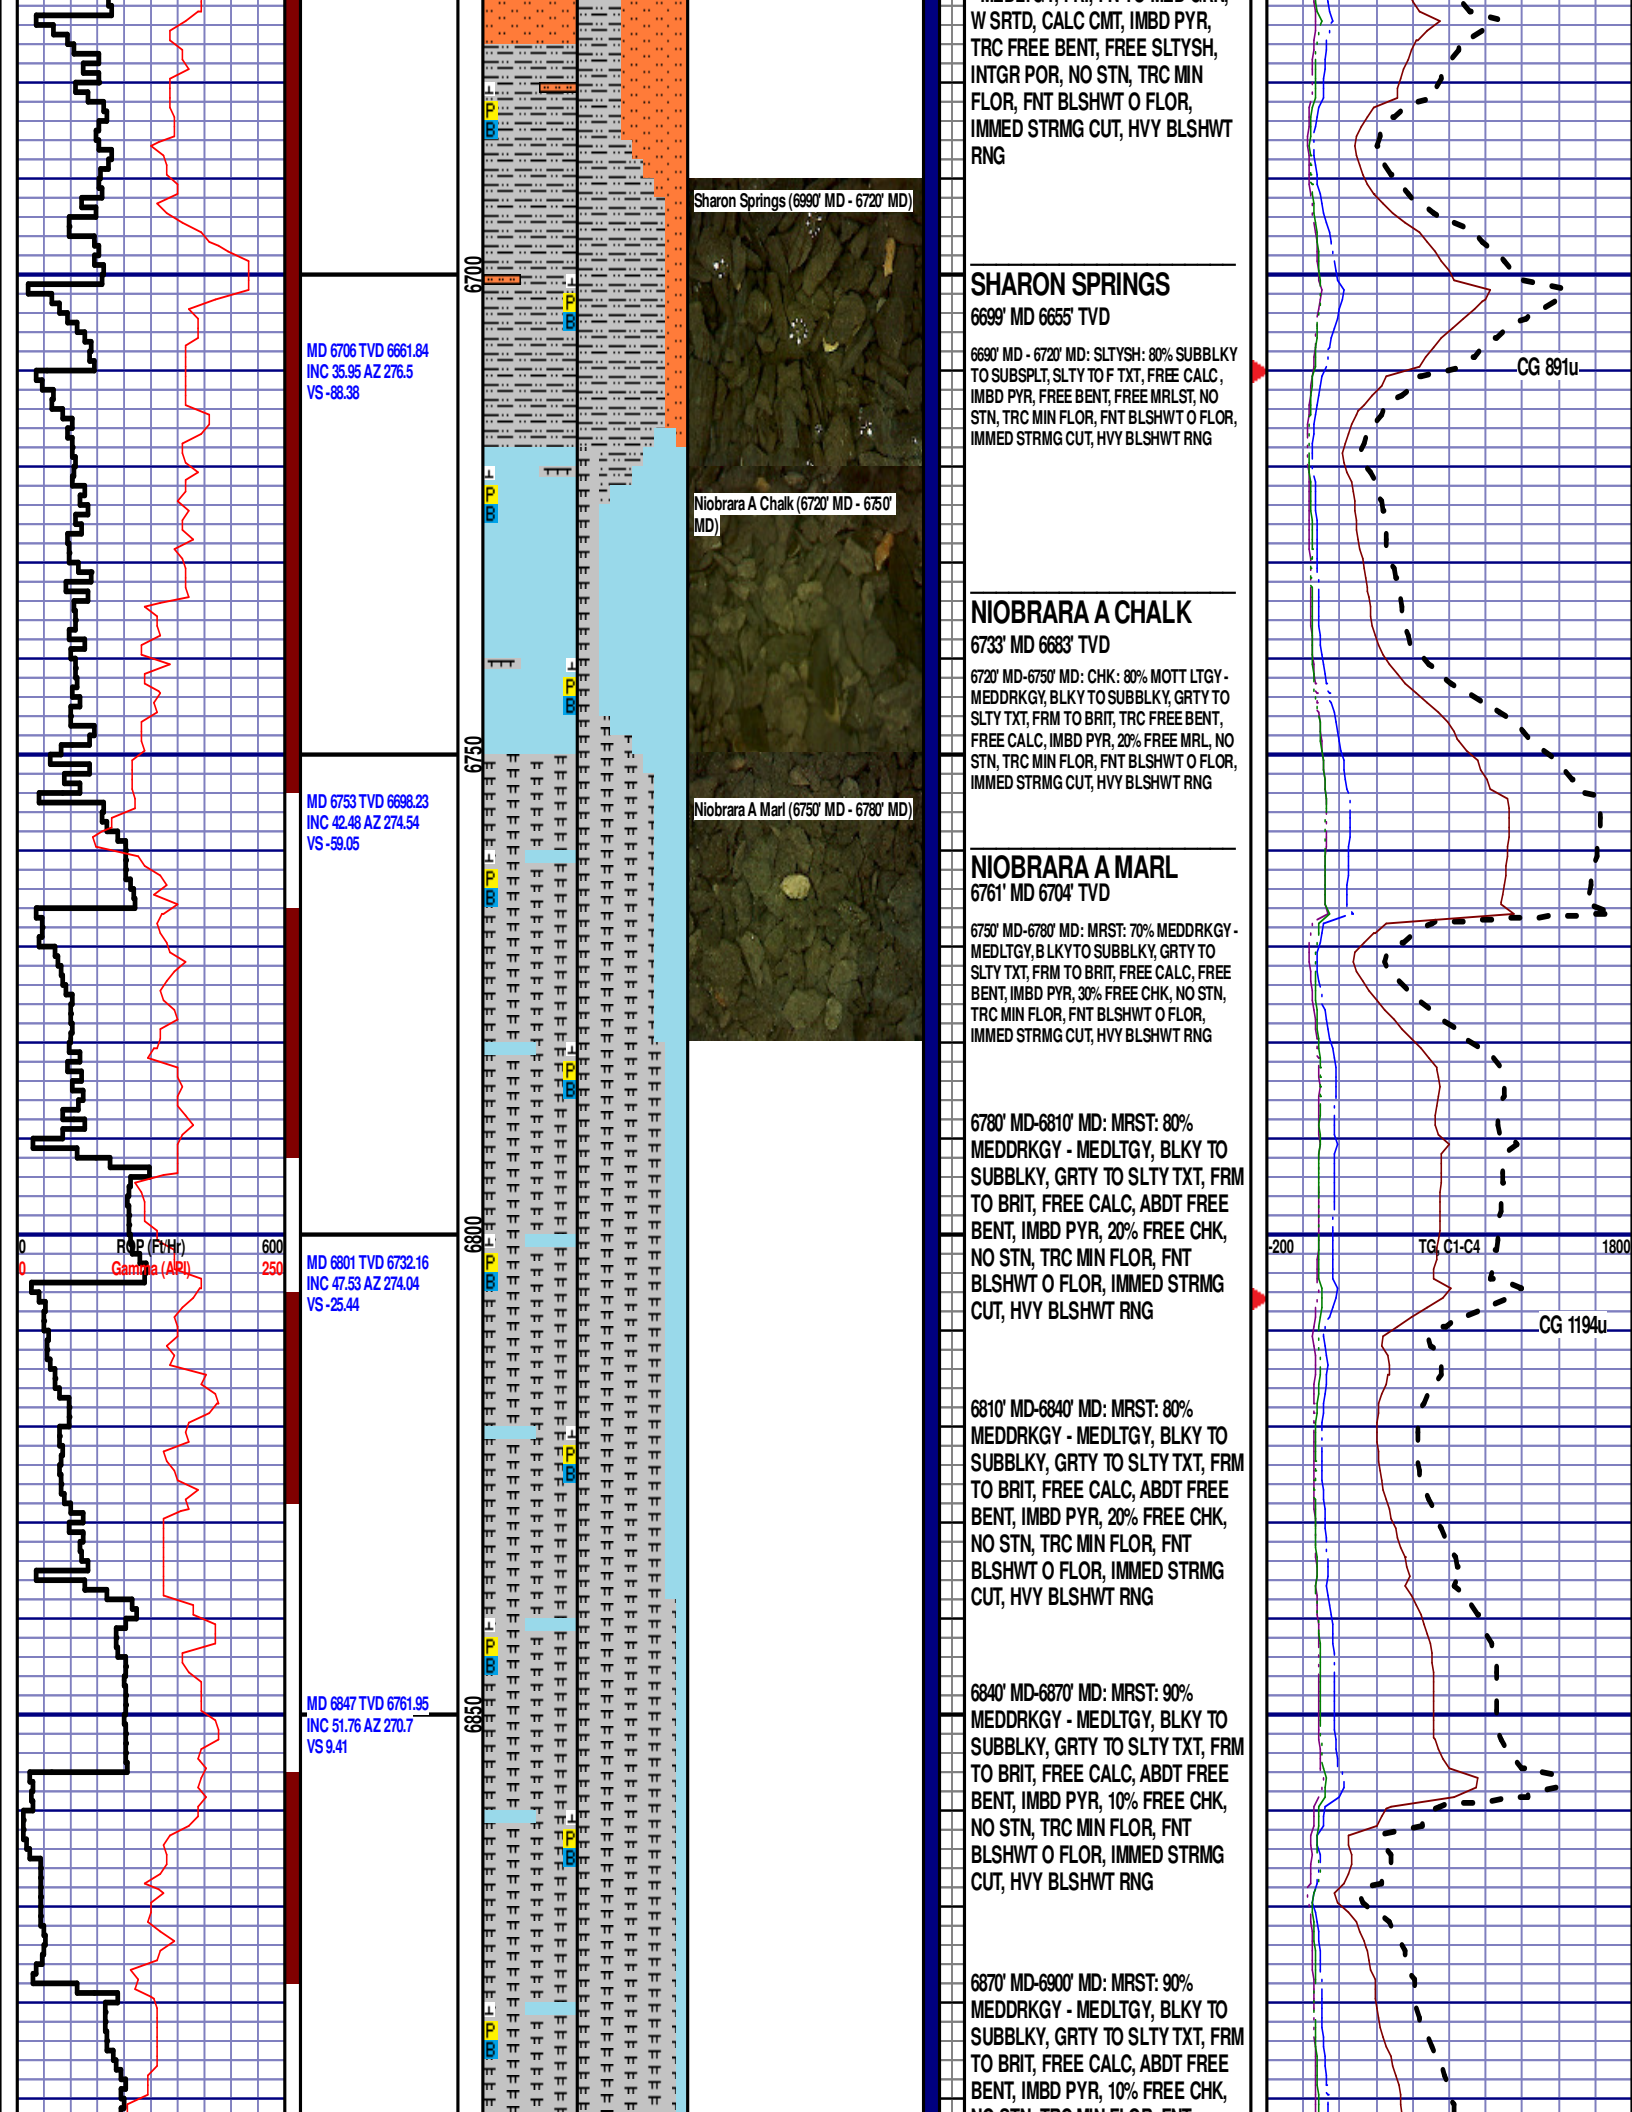 W SRTD, CALC CMT, IMBD PYR,
TRC FREE BENT, FREE SLTYSH,
INTGR POR, NO STN, TRC MIN
FLOR, FNT BLSHWT O FLOR,
IMMED STRMG CUT, HVY BLSHWT
RNG
P
B
Sharon Springs (6990' MD - 6720' MD)
6700
P
B
SHARON SPRINGS
6699' MD 6655' TVD
MD 6706 TVD 6661.84
INC 35.95 AZ 276.5
VS -88.38
6690' MD - 6720' MD: SLTYSH: 80% SUBBLKY
TO SUBSPLT, SLTY TO F TXT, FREE CALC,
IMBD PYR, FREE BENT, FREE MRLST, NO
STN, TRC MIN FLOR, FNT BLSHWT O FLOR,
IMMED STRMG CUT, HVY BLSHWT RNG
CG 891u
P
B
Niobrara A Chalk (6720' MD - 6750'
MD)
NIOBRARA A CHALK
6733' MD 6683' TVD
6720' MD-6750' MD: CHK: 80% MOTT LTGY -
MEDDRKGY, BLKY TO SUBBLKY, GRTY TO
SLTY TXT, FRM TO BRIT, TRC FREE BENT,
FREE CALC, IMBD PYR, 20% FREE MRL, NO
STN, TRC MIN FLOR, FNT BLSHWT O FLOR,
IMMED STRMG CUT, HVY BLSHWT RNG
P
B
6750
MD 6753 TVD 6698.23
INC 42.48 AZ 274.54
VS -59.05
Niobrara A Marl (6750' MD - 6780' MD)
NIOBRARA A MARL
6761' MD 6704' TVD
P
B
6750' MD-6780' MD: MRST: 70% MEDDRKGY -
MEDLTGY, BLKY TO SUBBLKY, GRTY TO
SLTY TXT, FRM TO BRIT, FREE CALC, FREE
BENT, IMBD PYR, 30% FREE CHK, NO STN,
TRC MIN FLOR, FNT BLSHWT O FLOR,
IMMED STRMG CUT, HVY BLSHWT RNG
P
B
6780' MD-6810' MD: MRST: 80%
MEDDRKGY - MEDLTGY, BLKY TO
SUBBLKY, GRTY TO SLTY TXT, FRM
TO BRIT, FREE CALC, ABDT FREE
BENT, IMBD PYR, 20% FREE CHK,
NO STN, TRC MIN FLOR, FNT
BLSHWT O FLOR, IMMED STRMG
CUT, HVY BLSHWT RNG
6800
0 ROP (Ft/Hr) 600
0 Gamma (API) 250
MD 6801 TVD 6732.16
INC 47.53 AZ 274.04
VS -25.44
P
B
-200 TG, C1-C4 1800
CG 1194u
6810' MD-6840' MD: MRST: 80%
MEDDRKGY - MEDLTGY, BLKY TO
SUBBLKY, GRTY TO SLTY TXT, FRM
TO BRIT, FREE CALC, ABDT FREE
BENT, IMBD PYR, 20% FREE CHK,
NO STN, TRC MIN FLOR, FNT
BLSHWT O FLOR, IMMED STRMG
CUT, HVY BLSHWT RNG
P
B
P
B
6850
MD 6847 TVD 6761.95
INC 51.76 AZ 270.7
VS 9.41
6840' MD-6870' MD: MRST: 90%
MEDDRKGY - MEDLTGY, BLKY TO
SUBBLKY, GRTY TO SLTY TXT, FRM
TO BRIT, FREE CALC, ABDT FREE
BENT, IMBD PYR, 10% FREE CHK,
NO STN, TRC MIN FLOR, FNT
BLSHWT O FLOR, IMMED STRMG
CUT, HVY BLSHWT RNG
P
B
6870' MD-6900' MD: MRST: 90%
MEDDRKGY - MEDLTGY, BLKY TO
SUBBLKY, GRTY TO SLTY TXT, FRM
TO BRIT, FREE CALC, ABDT FREE
BENT, IMBD PYR, 10% FREE CHK,
P
B